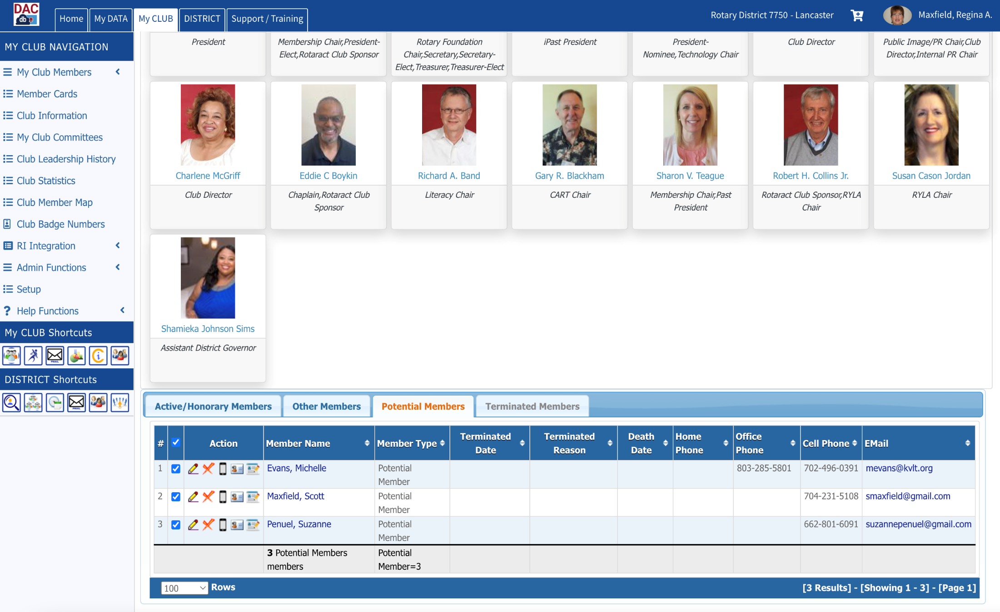 DAC
db
Home
My DATA
My CLUB
DISTRICT
Support / Training
Rotary District 7750 - Lancaster
Maxfield, Regina A.
MY CLUB NAVIGATION
My Club Members
Member Cards
Club Information
My Club Committees
Club Leadership History
Club Statistics
Club Member Map
Club Badge Numbers
RI Integration
Admin Functions
Setup
Help Functions
My CLUB Shortcuts
PMAIL
DISTRICT Shortcuts
PMAIL
President
Membership Chair,President-
Elect,Rotaract Club Sponsor
Rotary Foundation
Chair,Secretary,Secretary-
Elect,Treasurer,Treasurer-Elect
iPast President
President-
Nominee,Technology Chair
Club Director
Public Image/PR Chair,Club
Director,Internal PR Chair
Charlene McGriff
Club Director
Eddie C Boykin
Chaplain,Rotaract Club
Sponsor
Richard A. Band
Literacy Chair
Gary R. Blackham
CART Chair
Sharon V. Teague
Membership Chair,Past
President
Robert H. Collins Jr.
Rotaract Club Sponsor,RYLA
Chair
Susan Cason Jordan
RYLA Chair
Shamieka Johnson Sims
Assistant District Governor
Active/Honorary Members
Other Members
Potential Members
Terminated Members
#
Action
Member Name
Member Type
Terminated
Date
Terminated
Reason
Death
Date
Home
Phone
Office
Phone
Cell Phone
EMail
1
Evans, Michelle
Potential
Member
803-285-5801
702-496-0391
mevans@kvlt.org
2
Maxfield, Scott
Potential
Member
704-231-5108
smaxfield@gmail.com
3
Penuel, Suzanne
Potential
Member
662-801-6091
suzannepenuel@gmail.com
3 Potential Members
members
Potential
Member=3
100
Rows
[3 Results] - [Showing 1 - 3] - [Page 1]